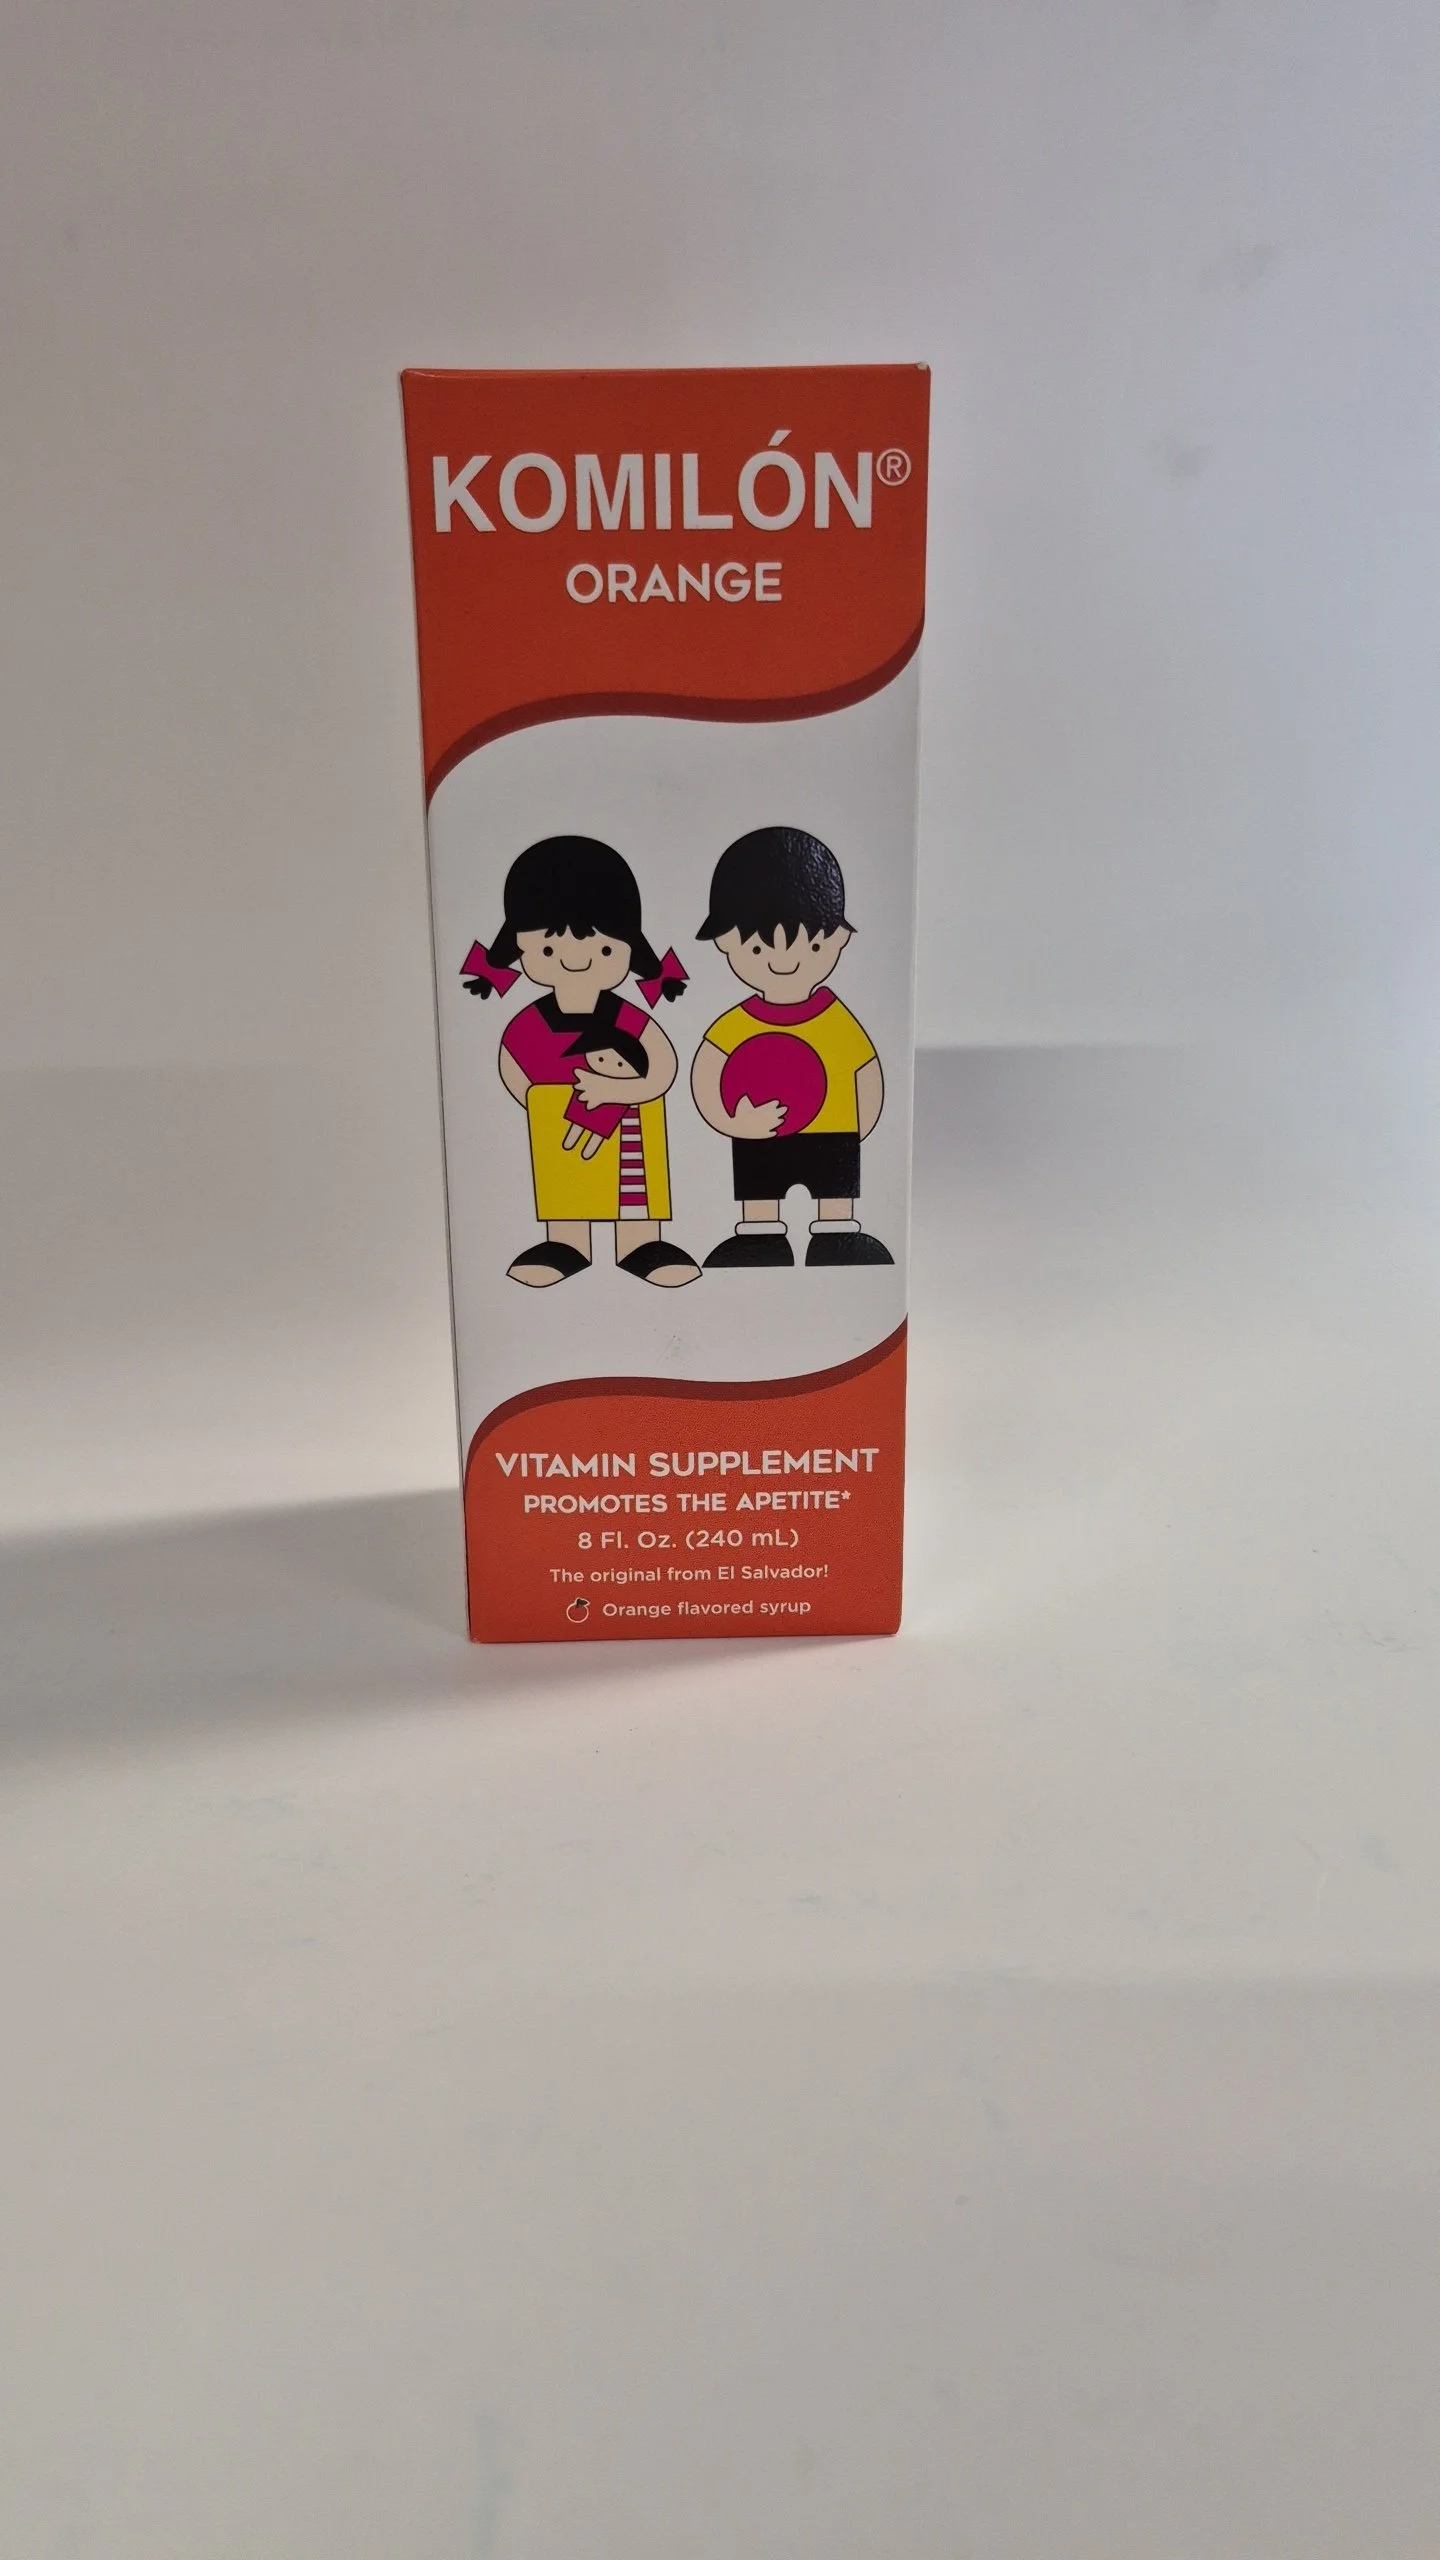 KOMILÓN®
ORANGE
VITAMIN SUPPLEMENT
PROMOTES THE APETITE*
8 Fl. Oz. (240 mL)
The original from El Salvador!
Orange flavored syrup